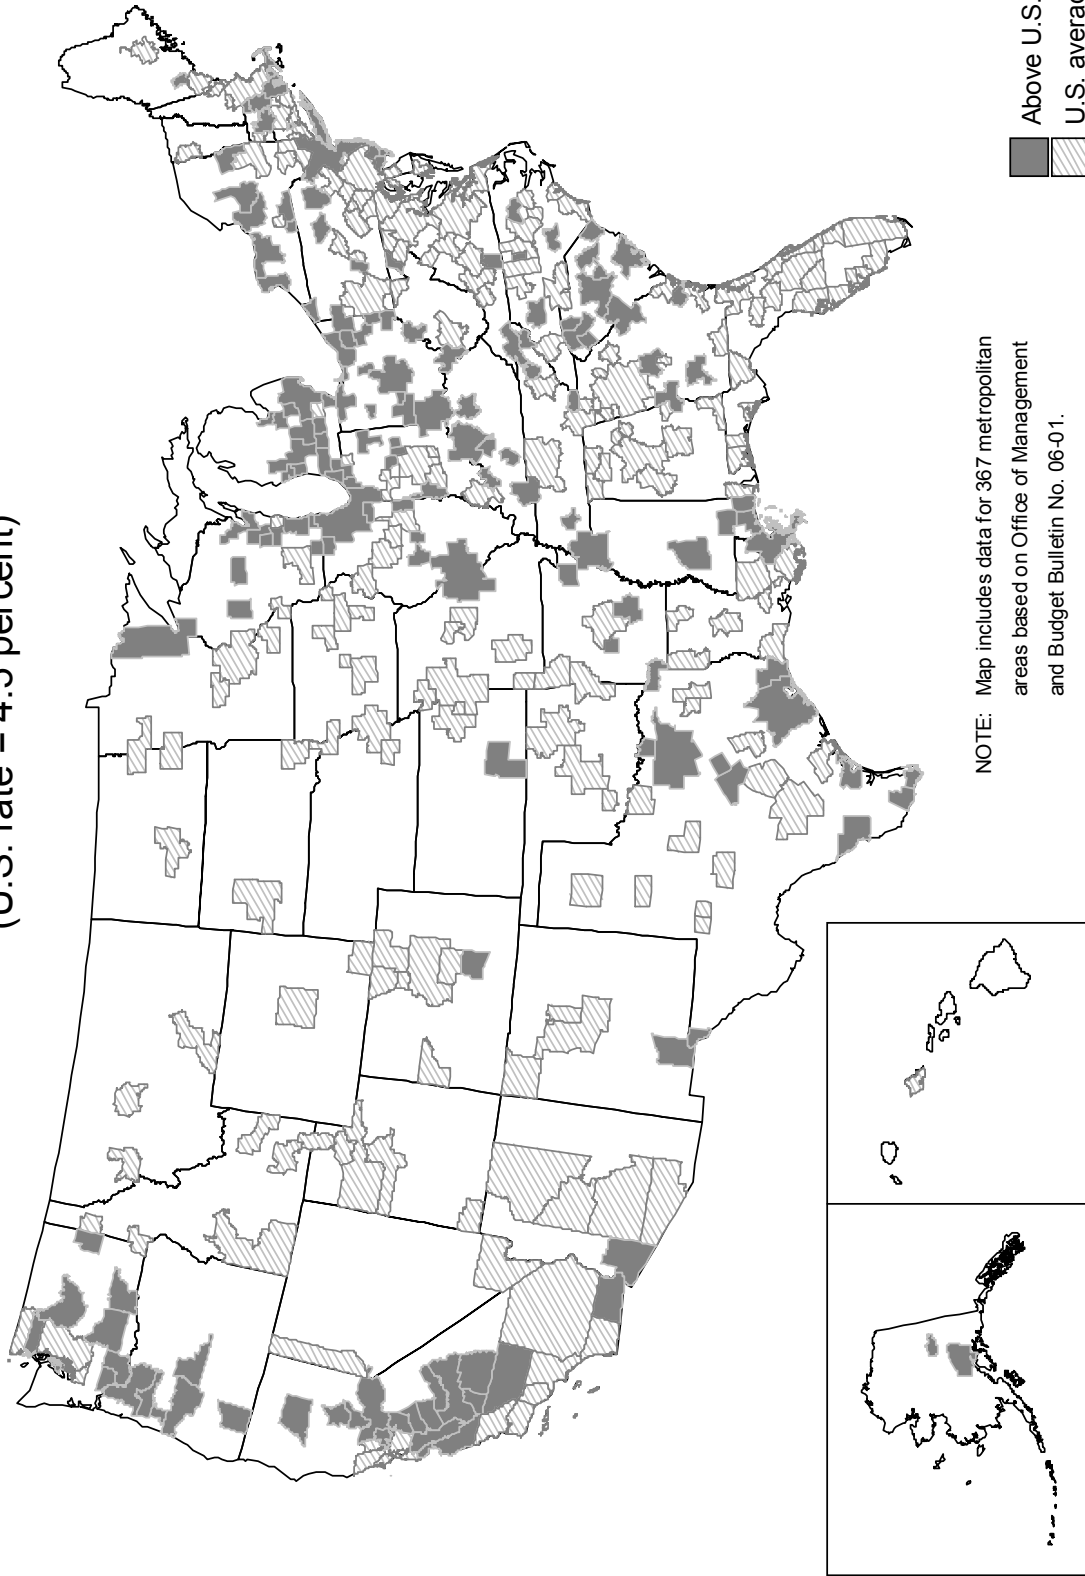 (U.S. rate = 4.5 percent)
Above U.S.
U.S. averag
NOTE: Map includes data for 367 metropolitan
areas based on Office of Management
and Budget Bulletin No. 06-01.